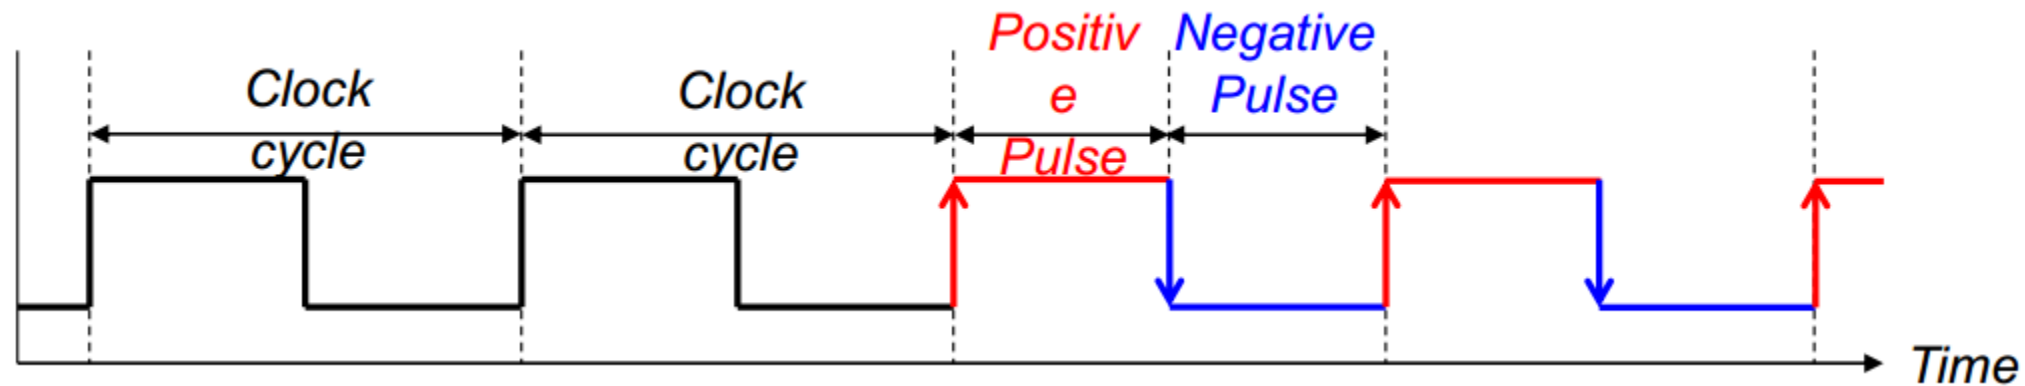 Clock
cycle
Clock
cycle
Positiv
e
Pulse
Negative
Pulse
Time